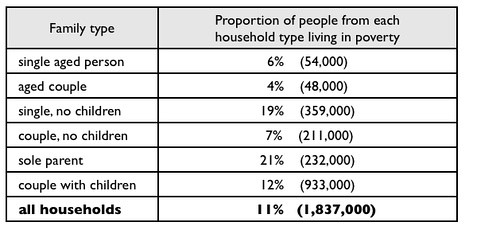 Family type
Proportion of people from each
household type living in poverty
single aged person 6% (54,000)
aged couple 4% (48,000)
single, no children 19% (359,000)
couple, no children 7% (211,000)
sole parent 21% (232,000)
couple with children 12% (933,000)
all households 11% (1,837,000)